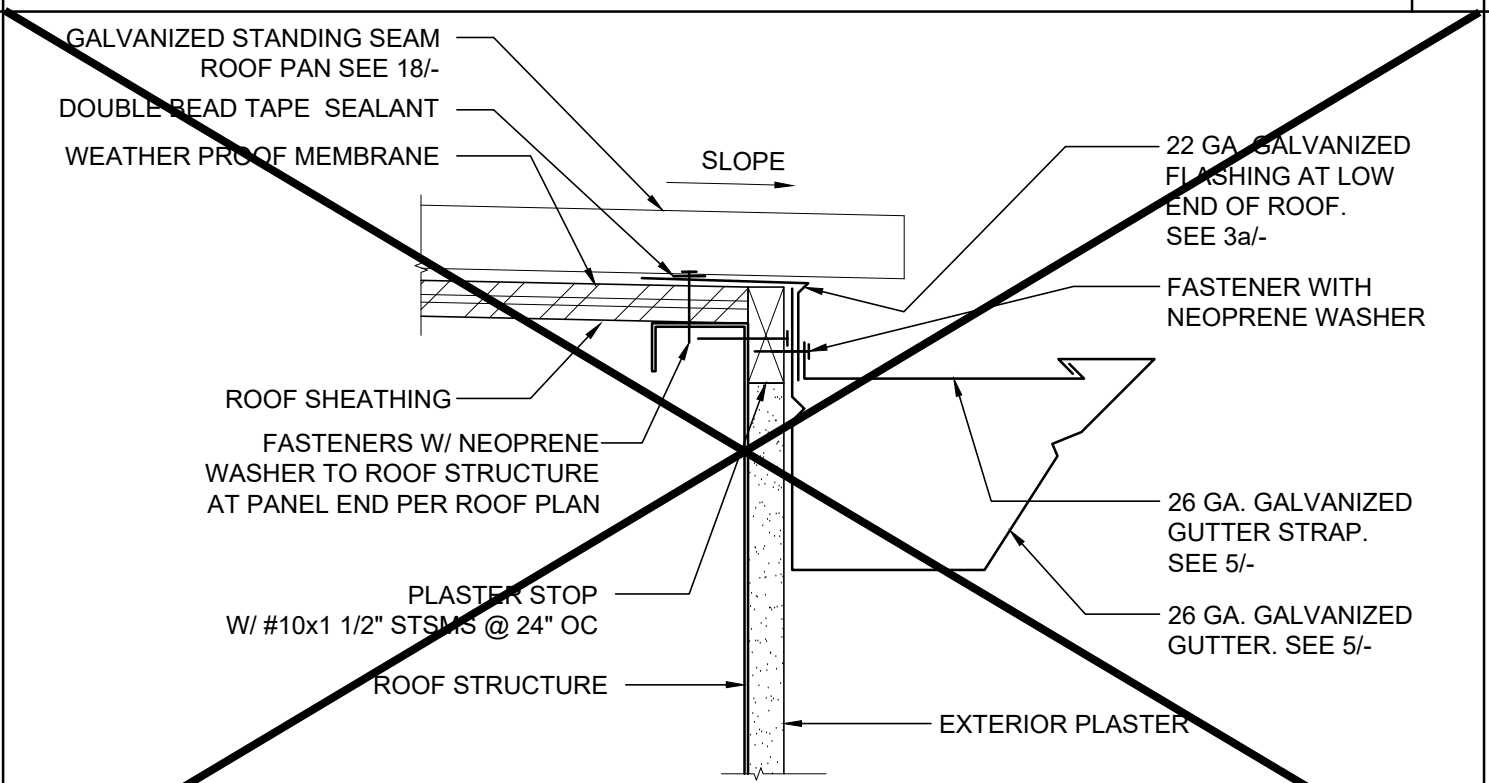 GALVANIZED STANDING SEAM
ROOF PAN SEE 18/-
DOUBLE BEAD TAPE  SEALANT
WEATHER PROOF MEMBRANE
SLOPE
22 GA. GALVANIZED
FLASHING AT LOW
END OF ROOF.
SEE 3a/-
FASTENER WITH
NEOPRENE WASHER
ROOF SHEATHING
FASTENERS W/ NEOPRENE
WASHER TO ROOF STRUCTURE
AT PANEL END PER ROOF PLAN
26 GA. GALVANIZED
GUTTER STRAP.
SEE 5/-
PLASTER STOP
W/ #10x1 1/2" STSMS @ 24" OC
26 GA. GALVANIZED
GUTTER. SEE 5/-
ROOF STRUCTURE
EXTERIOR PLASTER